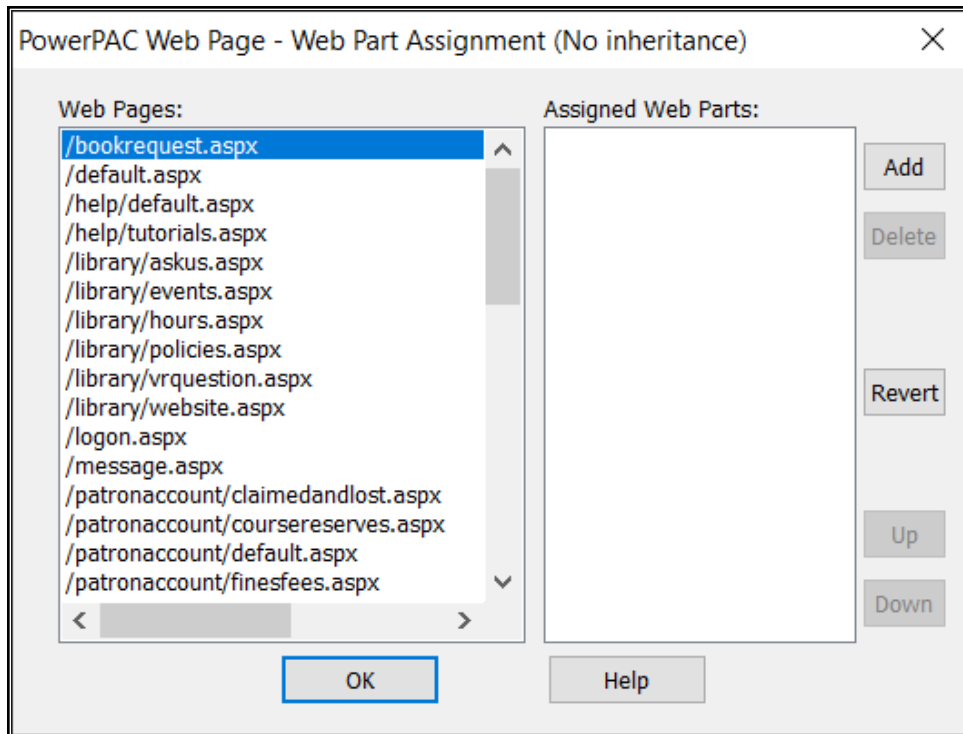 PowerPAC Web Page - Web Part Assignment (No inheritance)
Web Pages:
/bookrequest.aspx
/default.aspx
/help/default.aspx
/help/tutorials.aspx
/library/askus.aspx
/library/events.aspx
/library/hours.aspx
/library/policies.aspx
/library/vrquestion.aspx
/library/website.aspx
/logon.aspx
/message.aspx
/patronaccount/claimedandlost.aspx
/patronaccount/coursereserves.aspx
/patronaccount/default.aspx
/patronaccount/finesfees.aspx
Assigned Web Parts:
Add
Delete
Revert
Up
Down
OK
Help